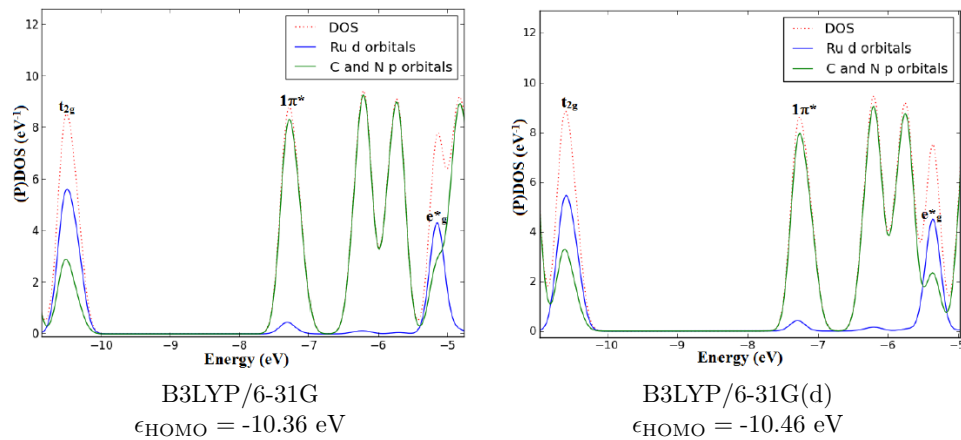 DOS
Ru d orbitals
C and N p orbitals
t2g
1π*
e*g
(P)DOS (eV⁻¹)
12
10
8
6
4
2
0
−10 −9 −8 −7 −6 −5
Energy (eV)
B3LYP/6-31G
ϵHOMO = -10.36 eV
DOS
Ru d orbitals
C and N p orbitals
t2g
1π*
e*g
(P)DOS (eV⁻¹)
12
10
8
6
4
2
0
−10 −9 −8 −7 −6 −5
Energy (eV)
B3LYP/6-31G(d)
ϵHOMO = -10.46 eV